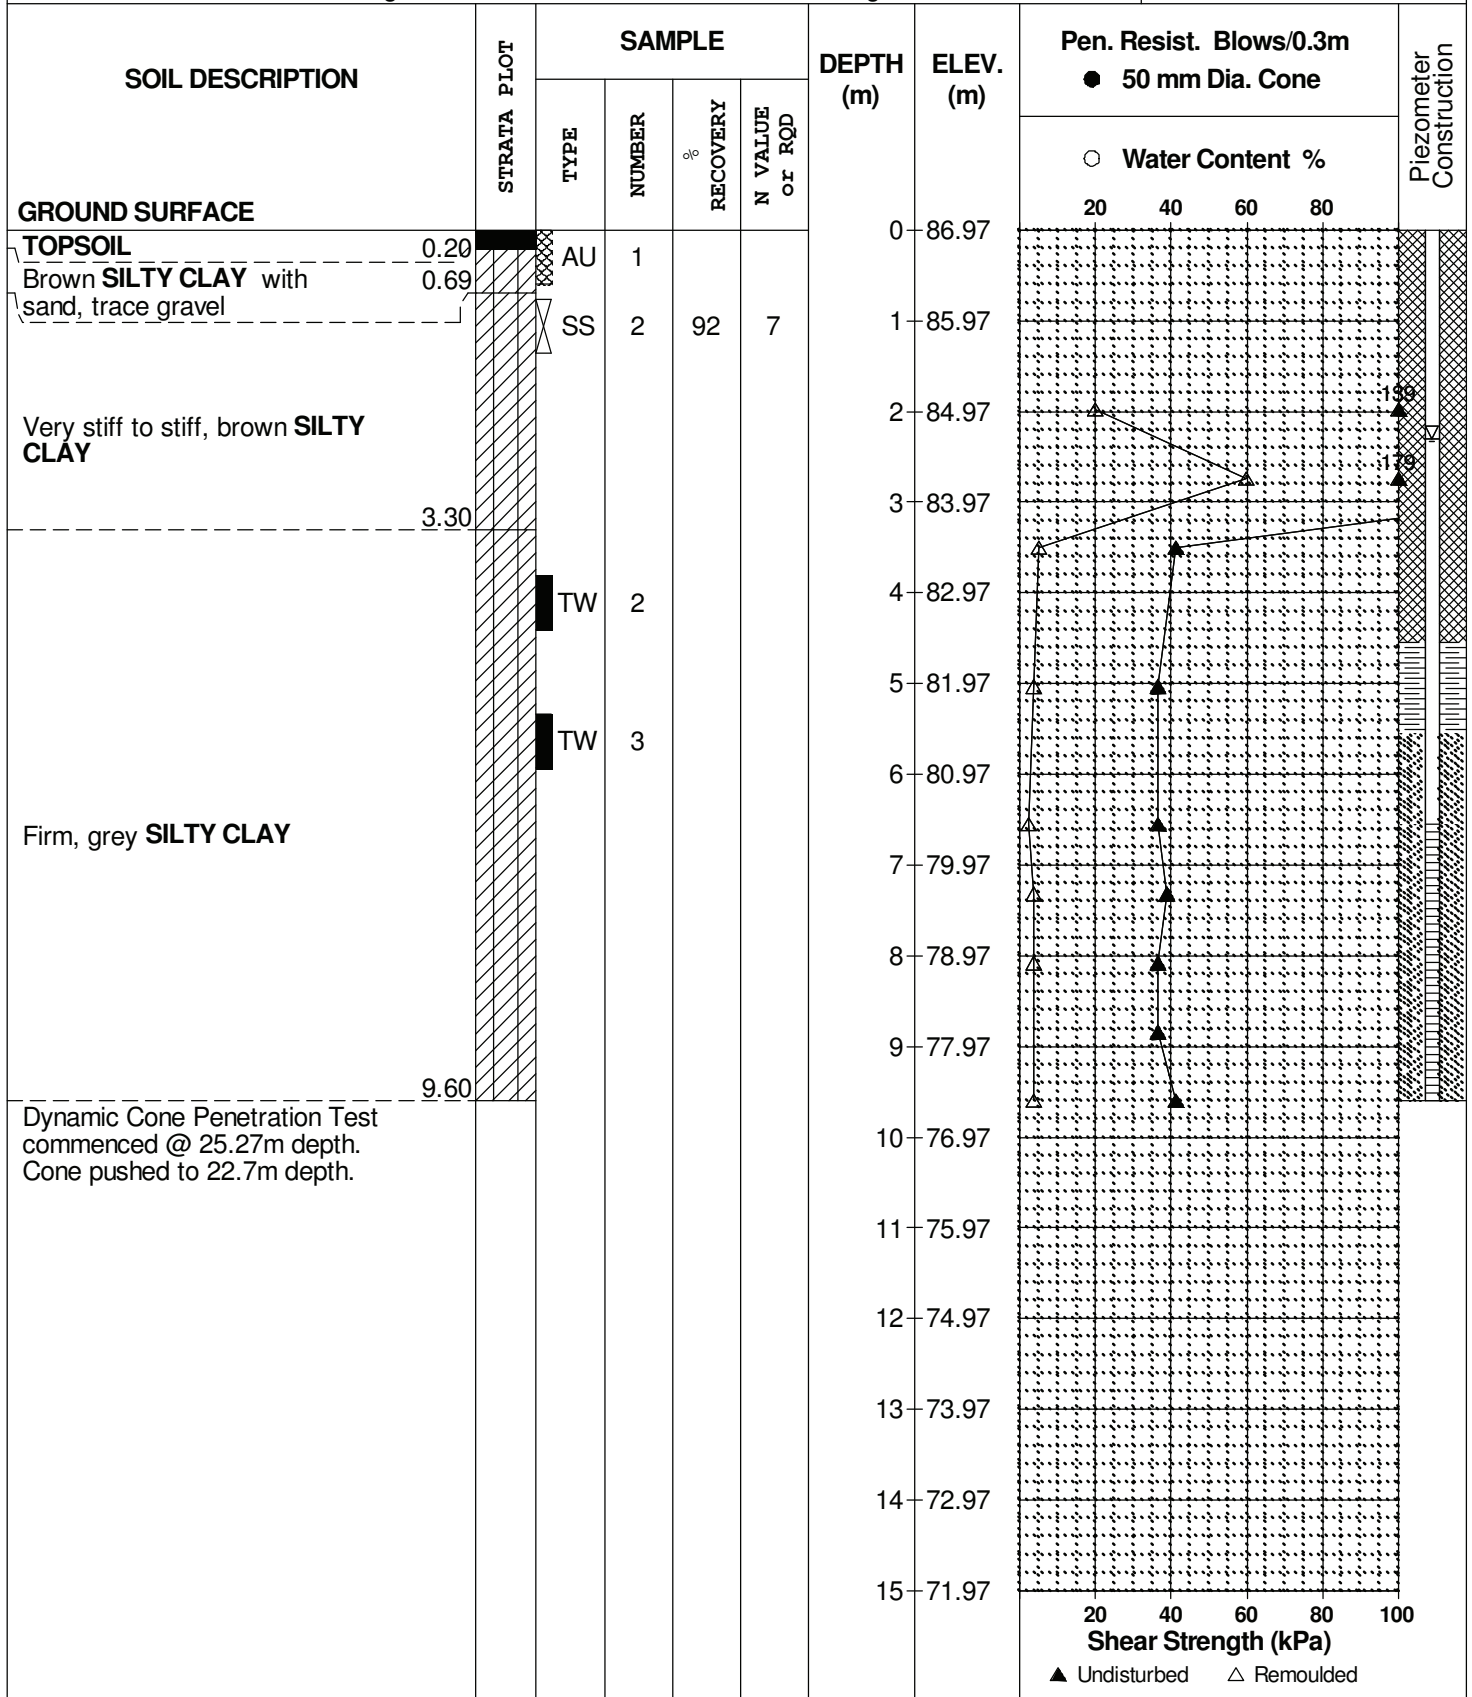 SOIL DESCRIPTION
STRATA PLOT
SAMPLE
TYPE
NUMBER
% RECOVERY
N VALUE or RQD
DEPTH (m)
ELEV. (m)
Pen. Resist. Blows/0.3m
● 50 mm Dia. Cone
○ Water Content %
Piezometer Construction
20 40 60 80
GROUND SURFACE
0 86.97
TOPSOIL 0.20
AU 1
Brown SILTY CLAY with 0.69
sand, trace gravel
SS 2 92 7
1 85.97
2 84.97
Very stiff to stiff, brown SILTY
CLAY
179
3 83.97
3.30
4 82.97
TW 2
5 81.97
TW 3
6 80.97
Firm, grey SILTY CLAY
7 79.97
8 78.97
9 77.97
9.60
Dynamic Cone Penetration Test
commenced @ 25.27m depth.
Cone pushed to 22.7m depth.
10 76.97
11 75.97
12 74.97
13 73.97
14 72.97
15 71.97
20 40 60 80 100
Shear Strength (kPa)
▲ Undisturbed △ Remoulded